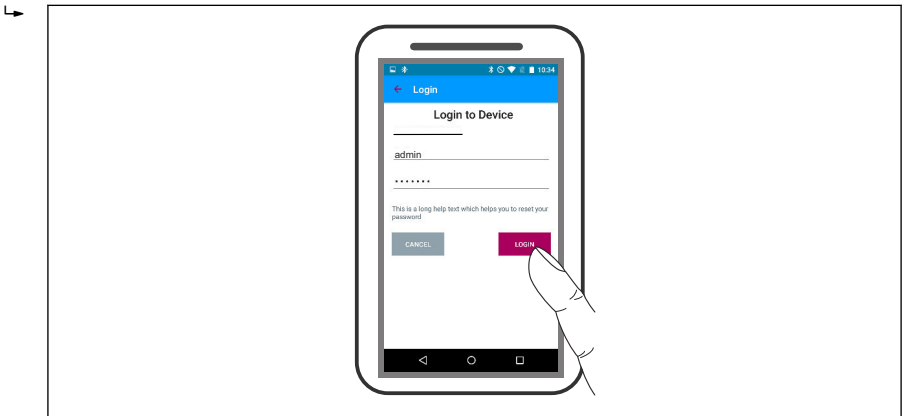 10:34
Login
Login to Device
admin
.......
This is a long help text which helps you to reset your
password
CANCEL
LOGIN